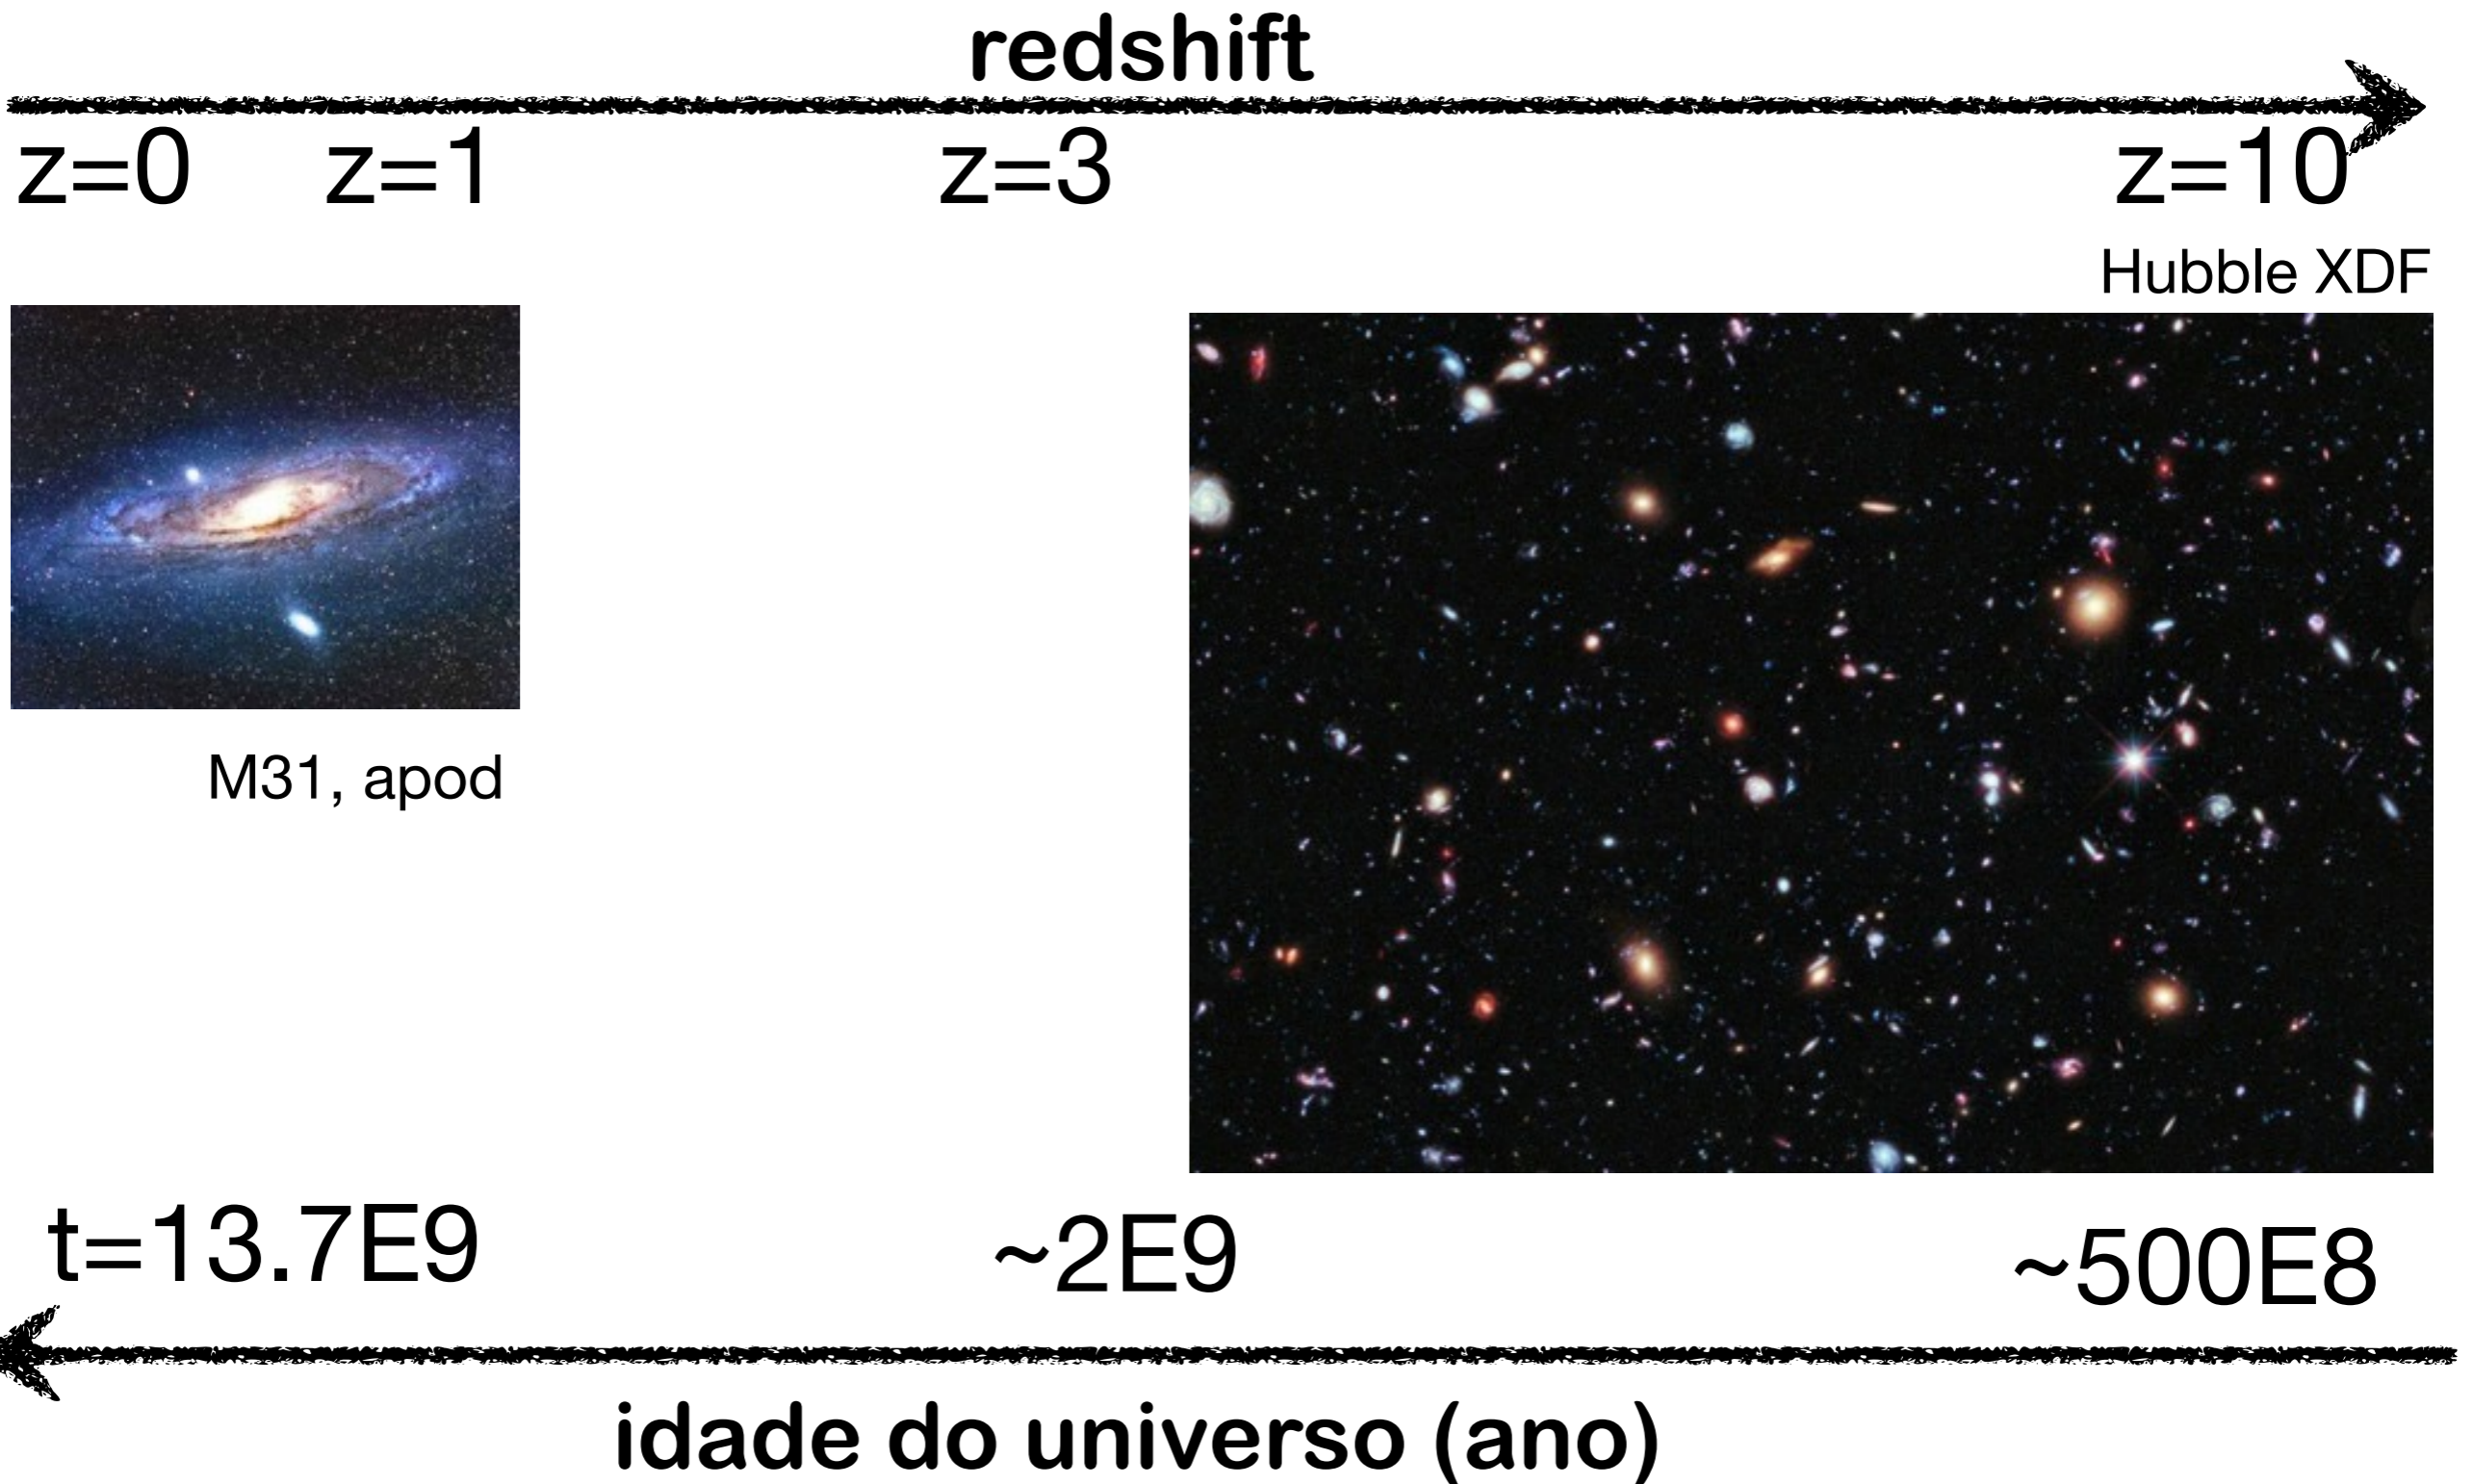 redshift
z=0 z=1 z=3 z=10
Hubble XDF
M31, apod
t=13.7E9 ~2E9 ~500E8
idade do universo (ano)